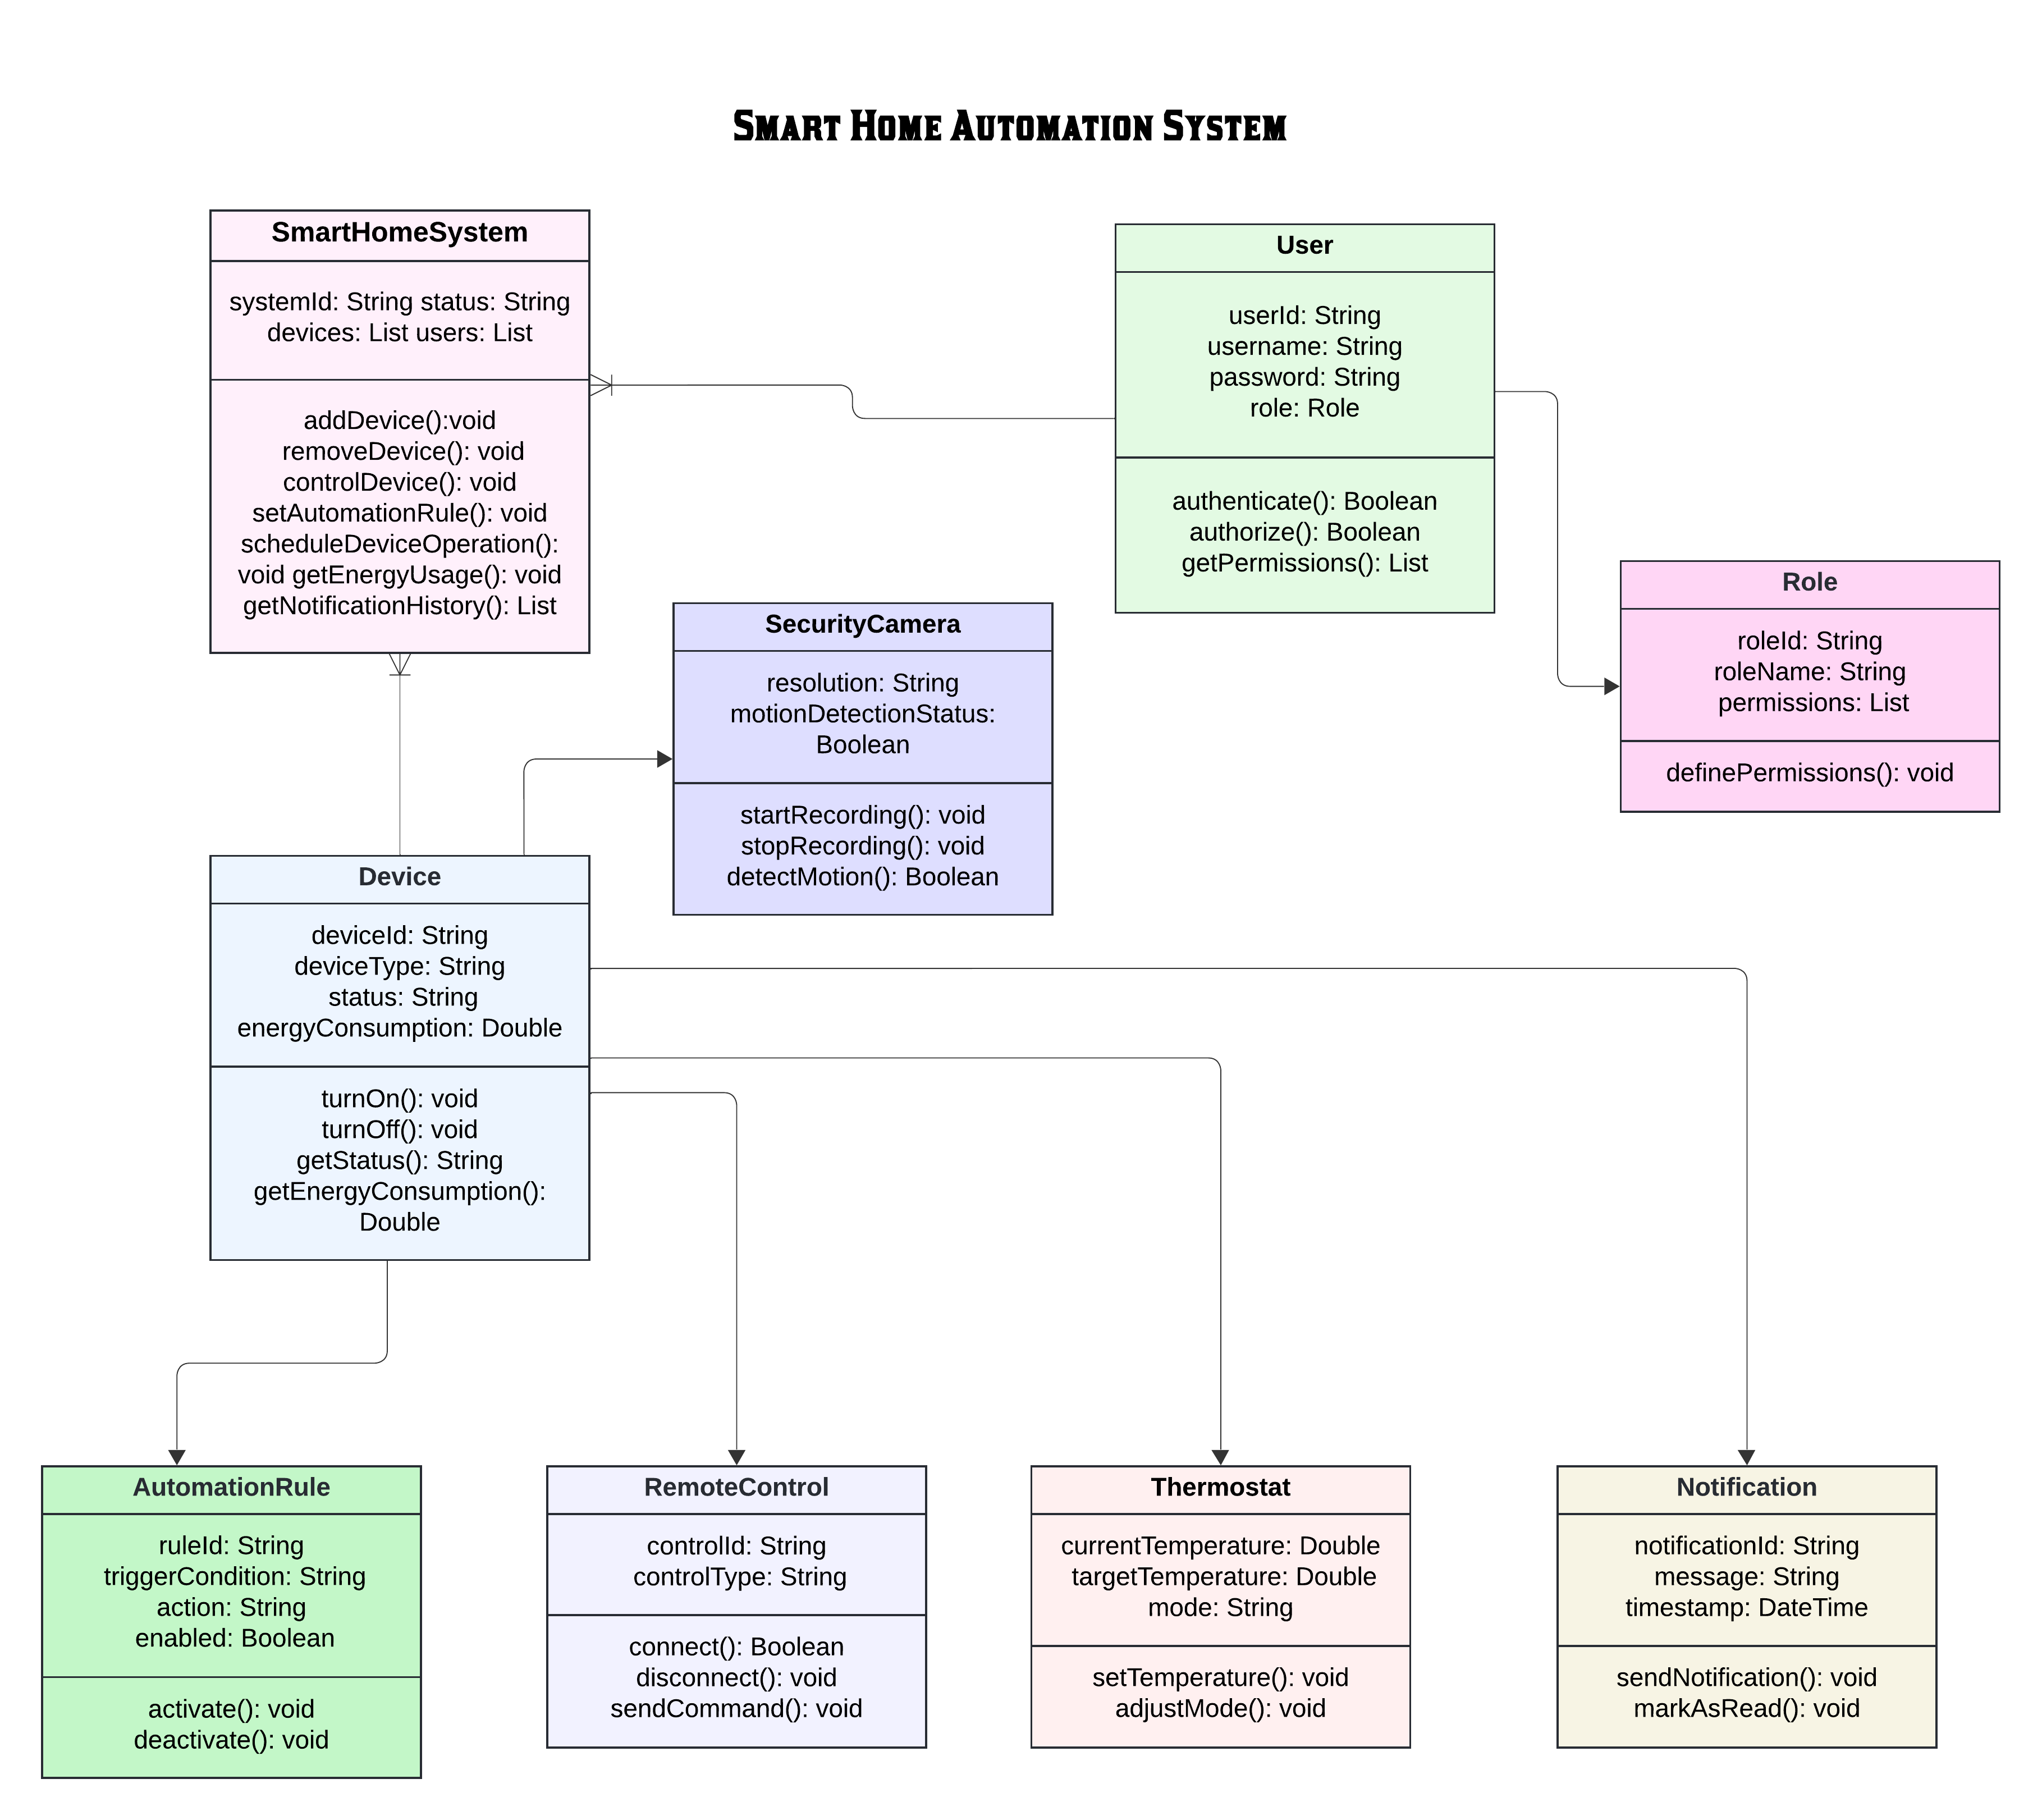 Smart Home Automation System
SmartHomeSystem
systemId: String status: String
devices: List users: List
addDevice():void
removeDevice(): void
controlDevice(): void
setAutomationRule(): void
scheduleDeviceOperation():
void getEnergyUsage(): void
getNotificationHistory(): List
User
userId: String
username: String
password: String
role: Role
authenticate(): Boolean
authorize(): Boolean
getPermissions(): List
Role
roleId: String
roleName: String
permissions: List
definePermissions(): void
SecurityCamera
resolution: String
motionDetectionStatus:
Boolean
startRecording(): void
stopRecording(): void
detectMotion(): Boolean
Device
deviceId: String
deviceType: String
status: String
energyConsumption: Double
turnOn(): void
turnOff(): void
getStatus(): String
getEnergyConsumption():
Double
AutomationRule
ruleId: String
triggerCondition: String
action: String
enabled: Boolean
activate(): void
deactivate(): void
RemoteControl
controlId: String
controlType: String
connect(): Boolean
disconnect(): void
sendCommand(): void
Thermostat
currentTemperature: Double
targetTemperature: Double
mode: String
setTemperature(): void
adjustMode(): void
Notification
notificationId: String
message: String
timestamp: DateTime
sendNotification(): void
markAsRead(): void